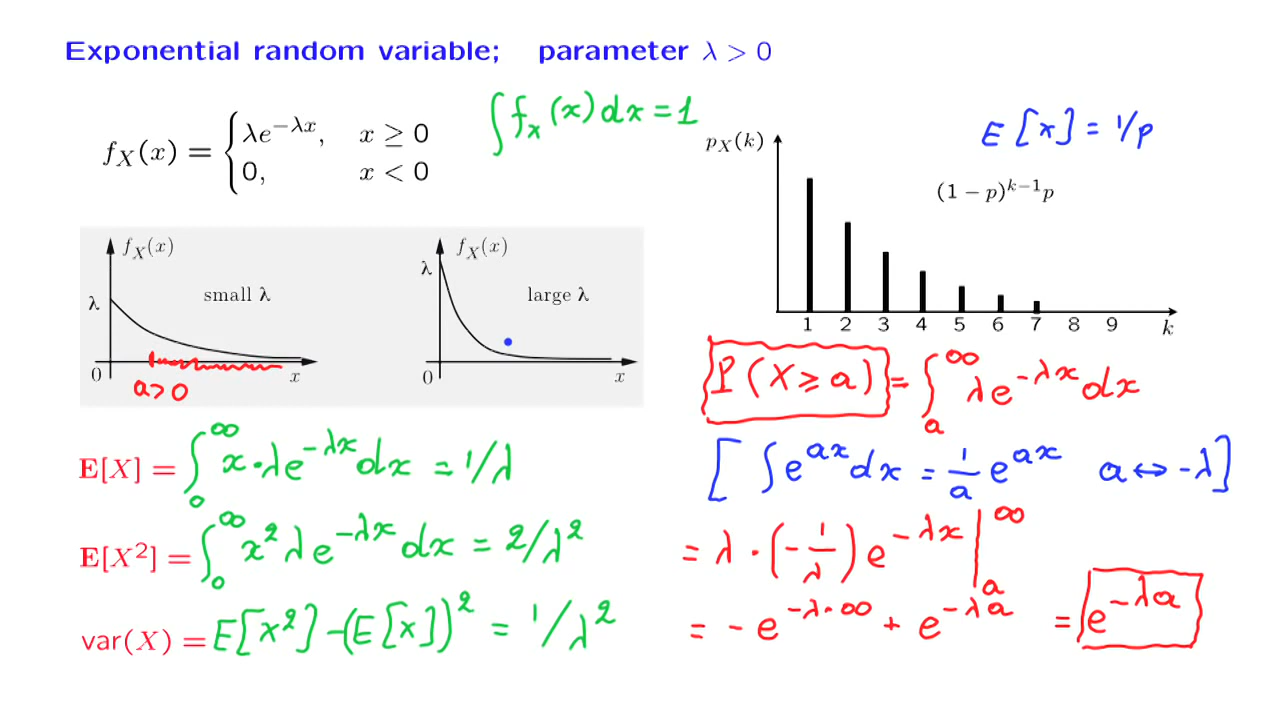 Exponential random variable; parameter λ > 0
f_X(x) = { λe^{−λx}, x ≥ 0
0, x < 0
∫ f_x(x) dx = 1
p_X(k)
E[x] = 1/p
(1 − p)^{k−1}p
1 2 3 4 5 6 7 8 9 k
f_X(x)
λ
small λ
0
x
a>0
f_X(x)
λ
large λ
0
x
P(X ≥ a) = ∫_a^∞ λe^{−λx} dx
E[X] = ∫_0^∞ x·λe^{−λx} dx = 1/λ
[ ∫ e^{ax} dx = 1/a e^{ax} a ↔ −λ ]
E[X²] = ∫_0^∞ x² λe^{−λx} dx = 2/λ²
= λ · (−1/λ) e^{−λx} |_a^∞
var(X) = E[x²] − (E[x])² = 1/λ²
= −e^{−λ·∞} + e^{−λa} = e^{−λa}